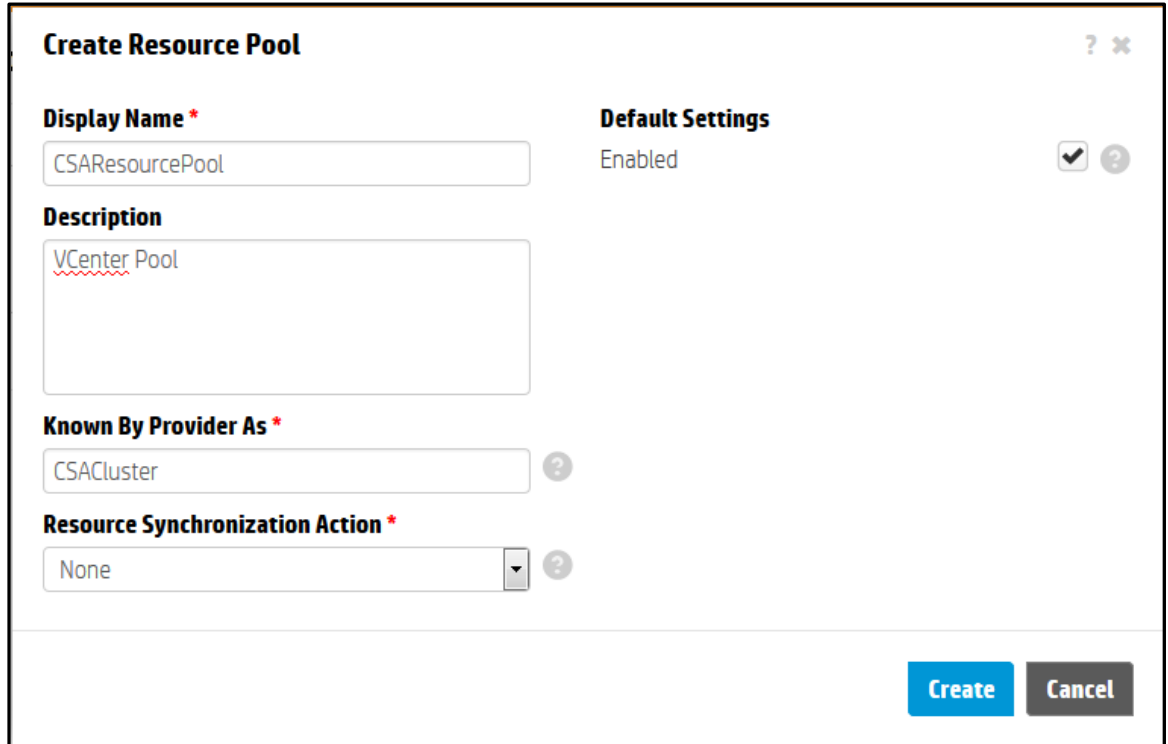 Create Resource Pool
? ×
Display Name *
CSAResourcePool
Description
VCenter Pool
Known By Provider As *
CSACluster
?
Resource Synchronization Action *
None
?
Default Settings
Enabled
?
Create
Cancel